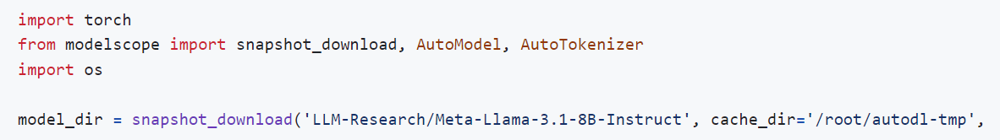 import torch
from modelscope import snapshot_download, AutoModel, AutoTokenizer
import os
model_dir = snapshot_download('LLM-Research/Meta-Llama-3.1-8B-Instruct', cache_dir='/root/autodl-tmp',